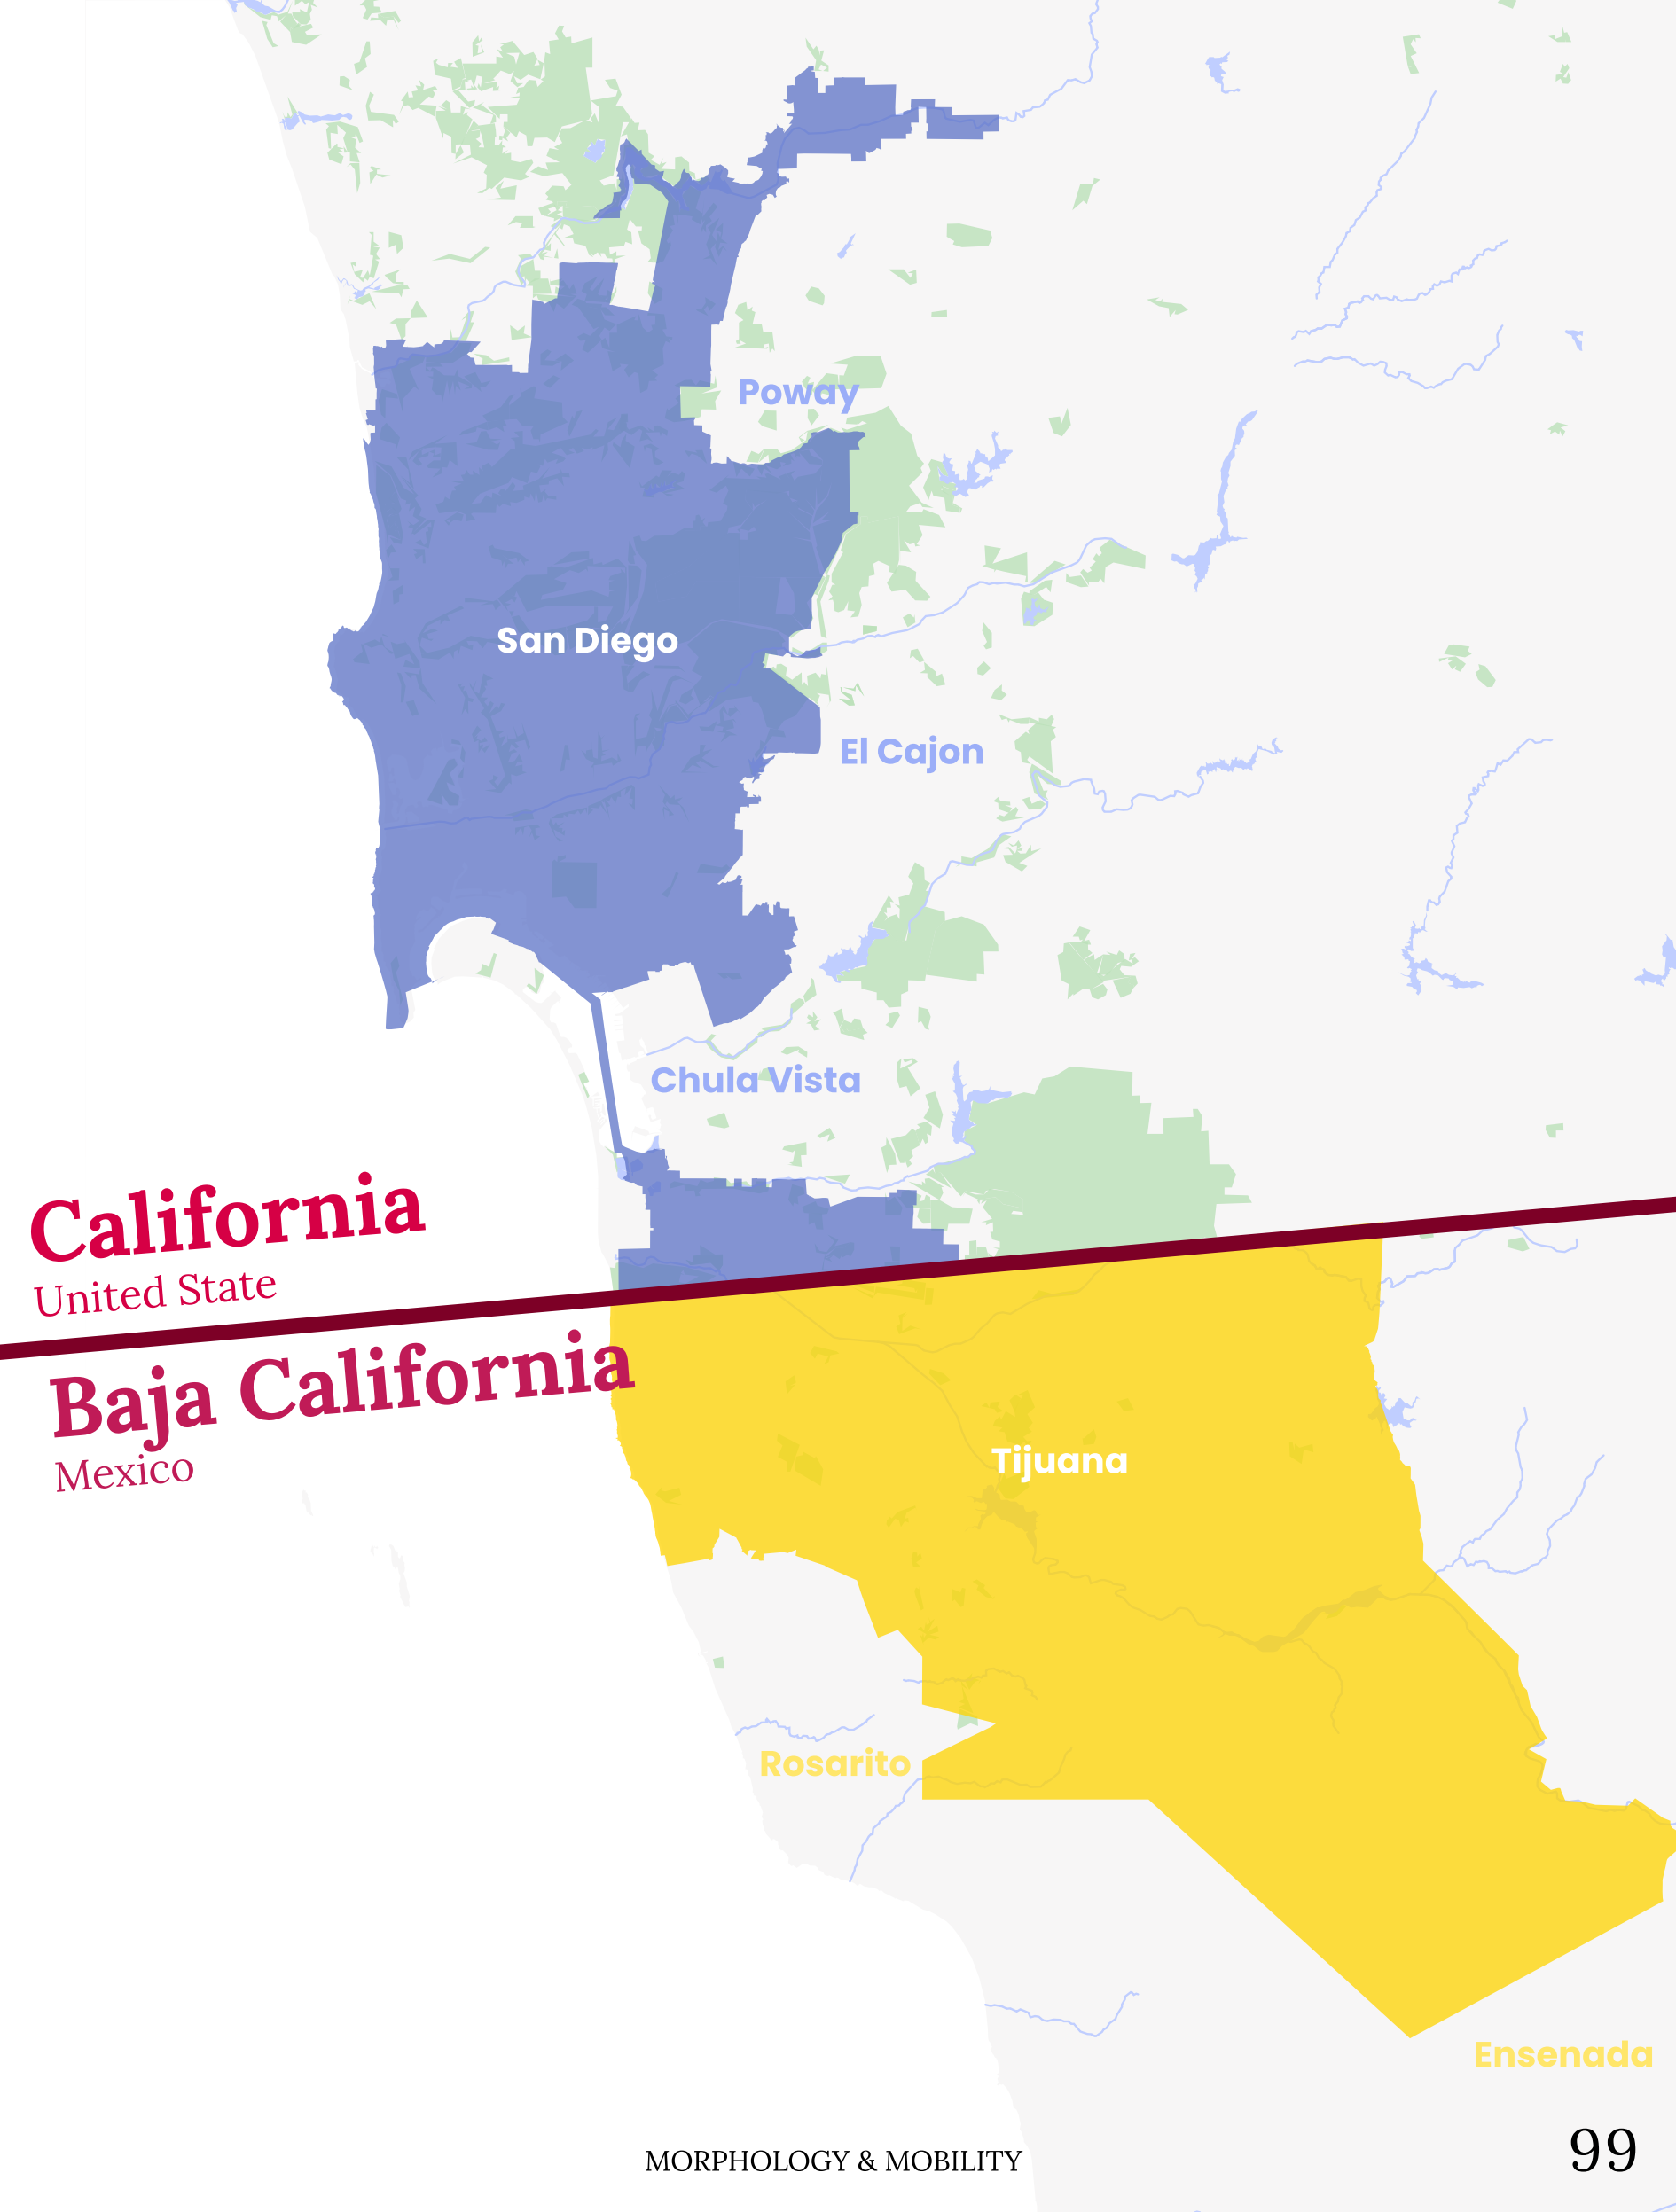 Poway
San Diego
El Cajon
Chula Vista
California
United State
Baja California
Mexico
Tijuana
Rosarito
Ensenada
MORPHOLOGY & MOBILITY
99